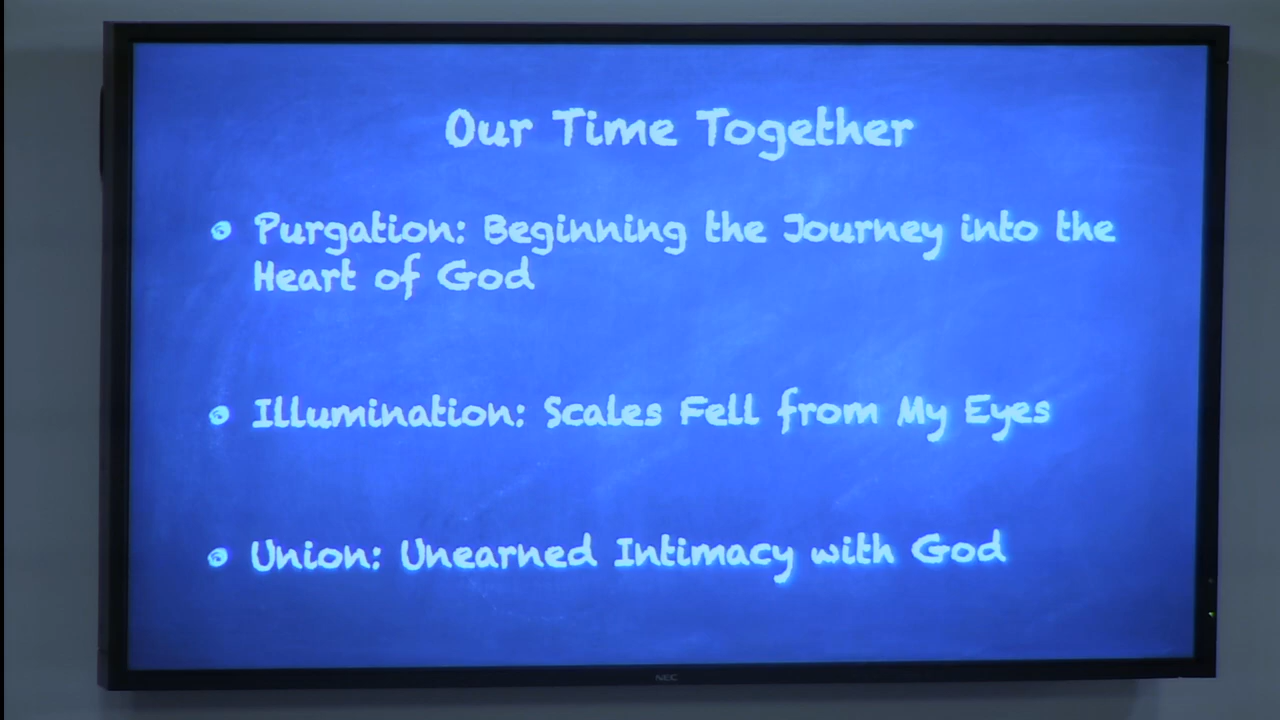 Our Time Together
Purgation: Beginning the Journey into the
Heart of God
Illumination: Scales Fell from My Eyes
Union: Unearned Intimacy with God
NEC